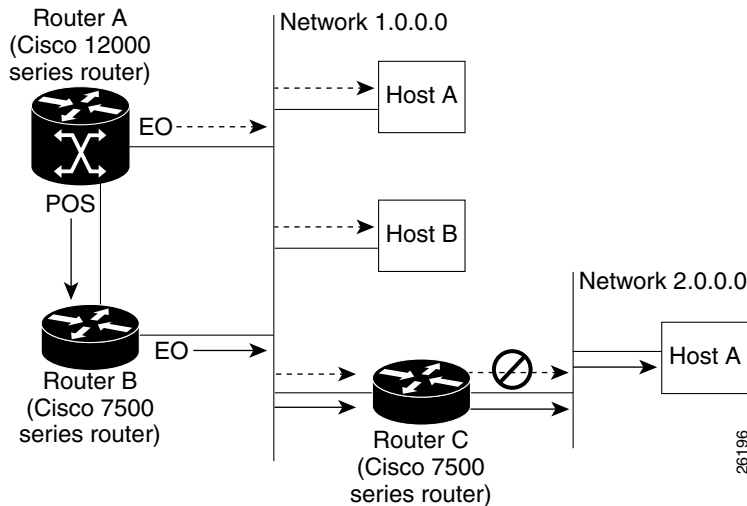 Router A
(Cisco 12000
series router)
Network 1.0.0.0
EO
Host A
POS
Host B
Network 2.0.0.0
EO
Host A
Router B
(Cisco 7500
series router)
Router C
(Cisco 7500
series router)
26196